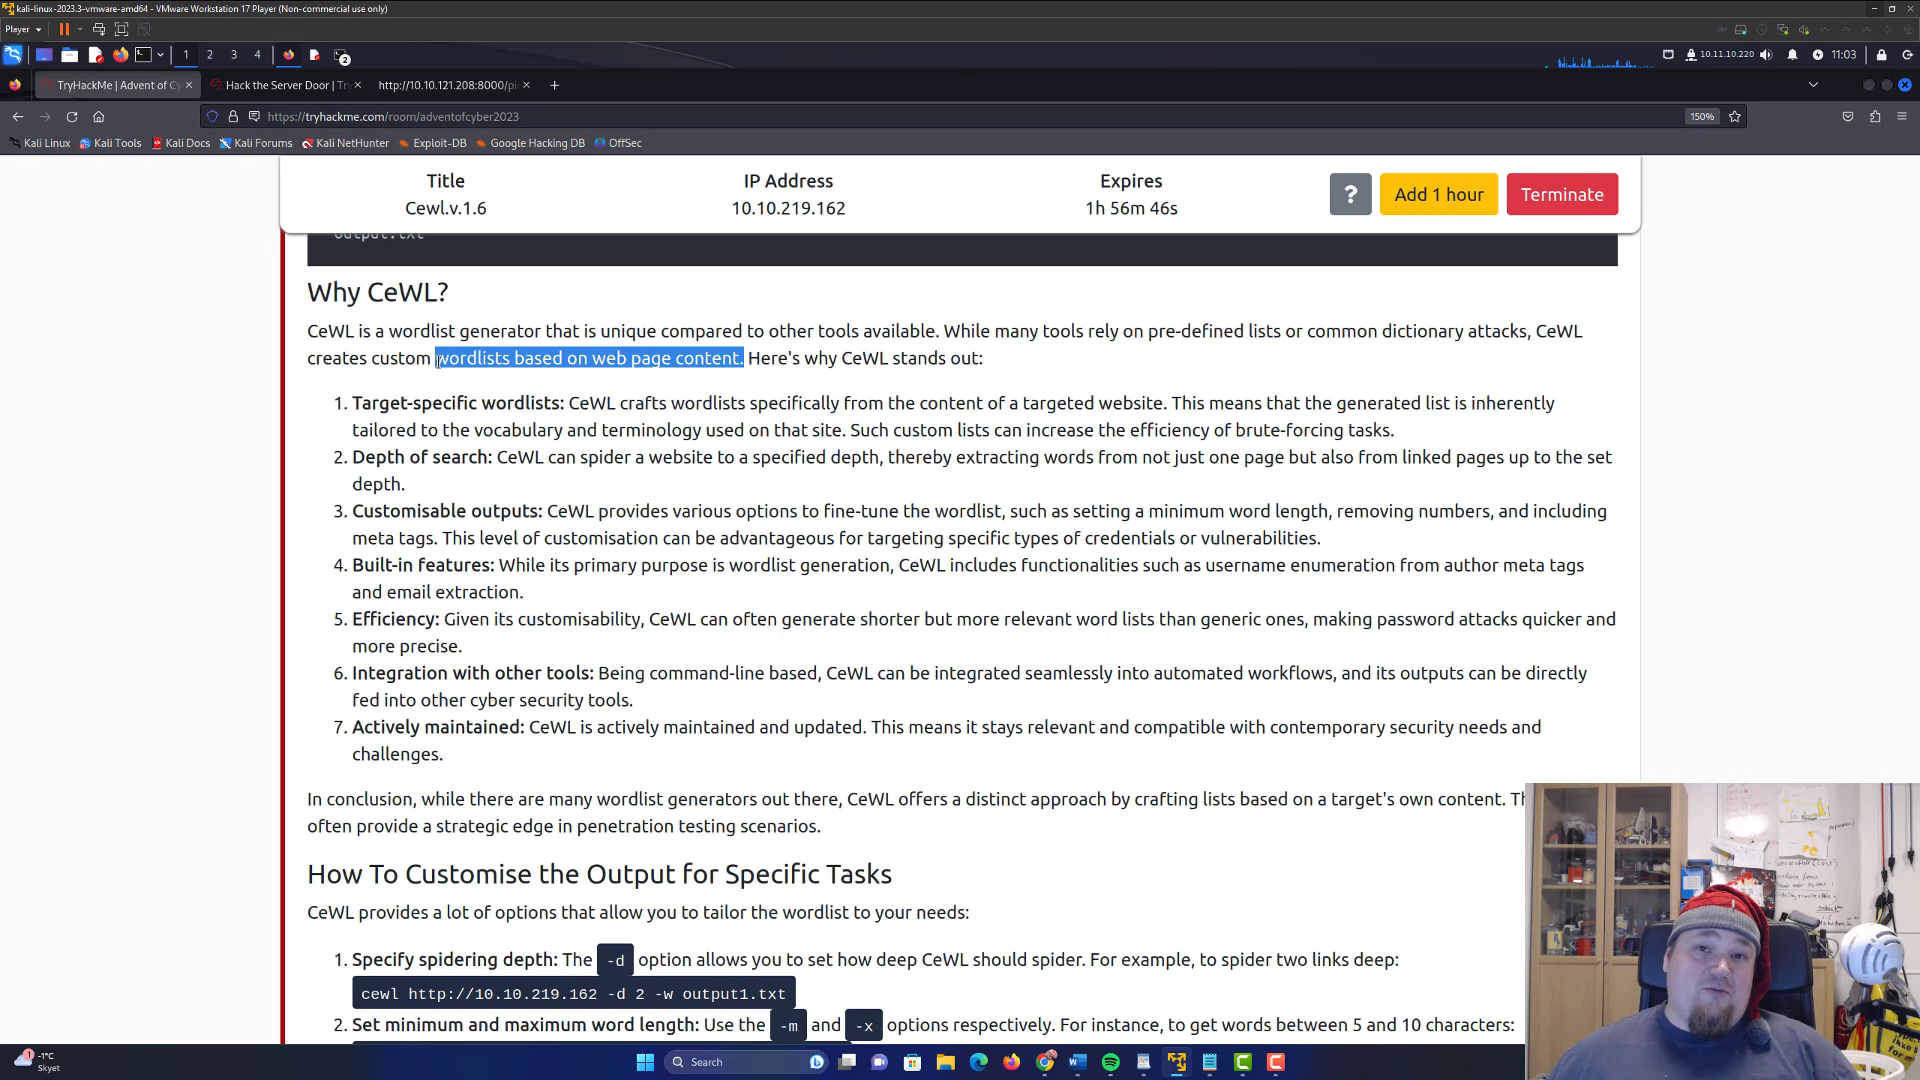 kali-linux-2023.3-vmware-amd64 - VMware Workstation 17 Player (Non-commercial use only)
Player
1 2 3 4
2
10.11.10.220
11:03
TryHackMe | Advent of Cy
Hack the Server Door | Try
http://10.10.121.208:8000/pi
https://tryhackme.com/room/adventofcyber2023
150%
Kali Linux
Kali Tools
Kali Docs
Kali Forums
Kali NetHunter
Exploit-DB
Google Hacking DB
OffSec
Title
Cewl.v.1.6
IP Address
10.10.219.162
Expires
1h 56m 46s
?
Add 1 hour
Terminate
output.txt
Why CeWL?
CeWL is a wordlist generator that is unique compared to other tools available. While many tools rely on pre-defined lists or common dictionary attacks, CeWL
creates custom wordlists based on web page content. Here's why CeWL stands out:
1. Target-specific wordlists: CeWL crafts wordlists specifically from the content of a targeted website. This means that the generated list is inherently
tailored to the vocabulary and terminology used on that site. Such custom lists can increase the efficiency of brute-forcing tasks.
2. Depth of search: CeWL can spider a website to a specified depth, thereby extracting words from not just one page but also from linked pages up to the set
depth.
3. Customisable outputs: CeWL provides various options to fine-tune the wordlist, such as setting a minimum word length, removing numbers, and including
meta tags. This level of customisation can be advantageous for targeting specific types of credentials or vulnerabilities.
4. Built-in features: While its primary purpose is wordlist generation, CeWL includes functionalities such as username enumeration from author meta tags
and email extraction.
5. Efficiency: Given its customisability, CeWL can often generate shorter but more relevant word lists than generic ones, making password attacks quicker and
more precise.
6. Integration with other tools: Being command-line based, CeWL can be integrated seamlessly into automated workflows, and its outputs can be directly
fed into other cyber security tools.
7. Actively maintained: CeWL is actively maintained and updated. This means it stays relevant and compatible with contemporary security needs and
challenges.
In conclusion, while there are many wordlist generators out there, CeWL offers a distinct approach by crafting lists based on a target's own content. Th
often provide a strategic edge in penetration testing scenarios.
How To Customise the Output for Specific Tasks
CeWL provides a lot of options that allow you to tailor the wordlist to your needs:
1. Specify spidering depth: The -d option allows you to set how deep CeWL should spider. For example, to spider two links deep:
cewl http://10.10.219.162 -d 2 -w output1.txt
2. Set minimum and maximum word length: Use the -m and -x options respectively. For instance, to get words between 5 and 10 characters:
1
-1°C
Skyet
Search